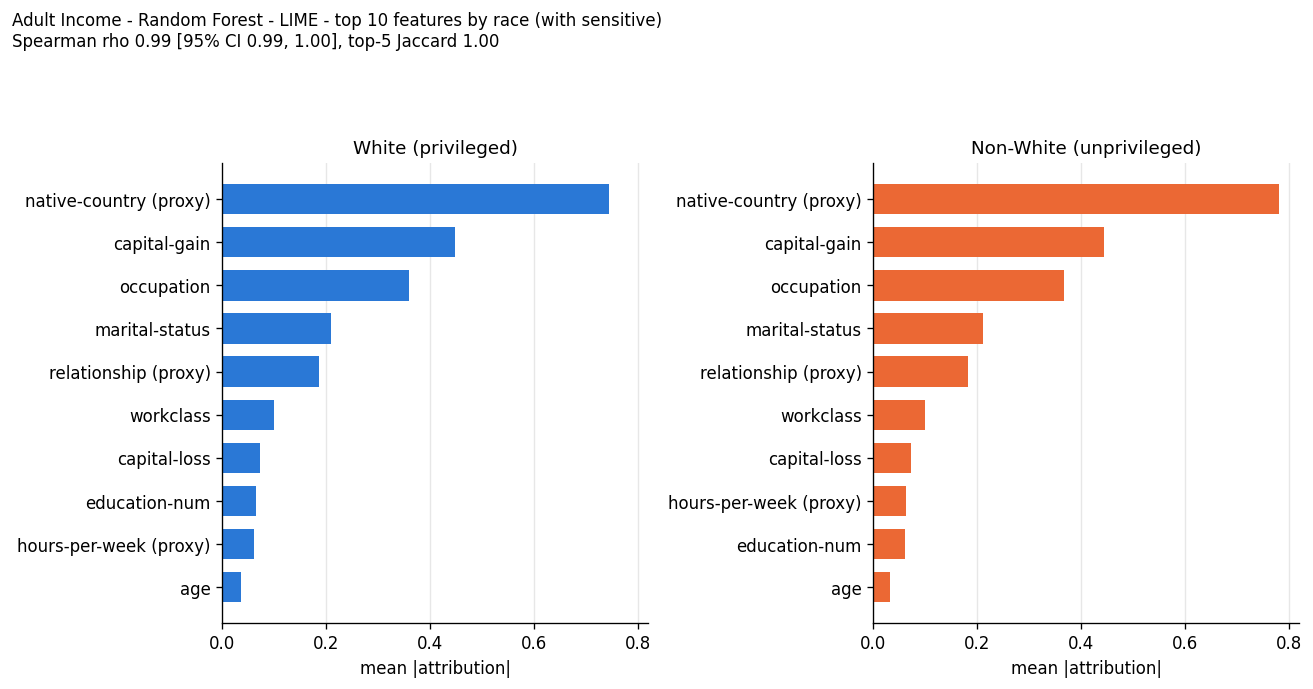 Adult Income - Random Forest - LIME - top 10 features by race (with sensitive)
Spearman rho 0.99 [95% CI 0.99, 1.00], top-5 Jaccard 1.00
White (privileged)
native-country (proxy)
capital-gain
occupation
marital-status
relationship (proxy)
workclass
capital-loss
education-num
hours-per-week (proxy)
age
0.0 0.2 0.4 0.6 0.8
mean |attribution|
Non-White (unprivileged)
native-country (proxy)
capital-gain
occupation
marital-status
relationship (proxy)
workclass
capital-loss
hours-per-week (proxy)
education-num
age
0.0 0.2 0.4 0.6 0.8
mean |attribution|